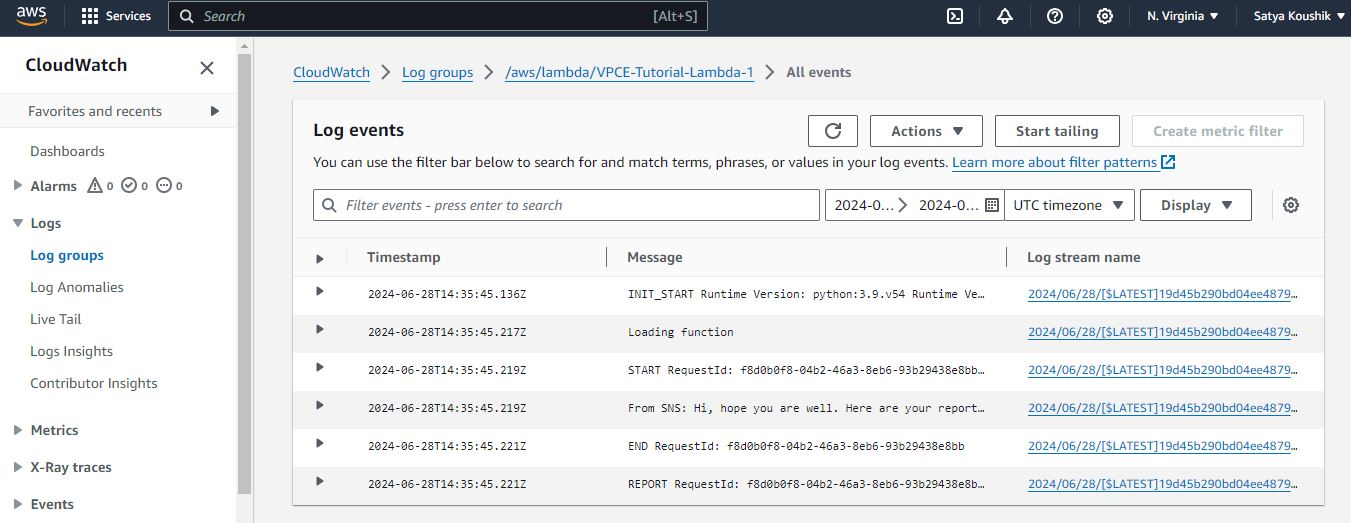 aws
Services
Search
[Alt+S]
N. Virginia
Satya Koushik
CloudWatch
Favorites and recents
Dashboards
Alarms 0 0 0
Logs
Log groups
Log Anomalies
Live Tail
Logs Insights
Contributor Insights
Metrics
X-Ray traces
Events
CloudWatch > Log groups > /aws/lambda/VPCE-Tutorial-Lambda-1 > All events
Log events
Actions
Start tailing
Create metric filter
You can use the filter bar below to search for and match terms, phrases, or values in your log events. Learn more about filter patterns
Filter events - press enter to search
2024-0... > 2024-0...
UTC timezone
Display
Timestamp Message Log stream name
2024-06-28T14:35:45.136Z INIT_START Runtime Version: python:3.9.v54 Runtime Ve… 2024/06/28/[$LATEST]19d45b290bd04ee4879…
2024-06-28T14:35:45.217Z Loading function 2024/06/28/[$LATEST]19d45b290bd04ee4879…
2024-06-28T14:35:45.219Z START RequestId: f8d0b0f8-04b2-46a3-8eb6-93b29438e8bb… 2024/06/28/[$LATEST]19d45b290bd04ee4879…
2024-06-28T14:35:45.219Z From SNS: Hi, hope you are well. Here are your report… 2024/06/28/[$LATEST]19d45b290bd04ee4879…
2024-06-28T14:35:45.221Z END RequestId: f8d0b0f8-04b2-46a3-8eb6-93b29438e8bb 2024/06/28/[$LATEST]19d45b290bd04ee4879…
2024-06-28T14:35:45.221Z REPORT RequestId: f8d0b0f8-04b2-46a3-8eb6-93b29438e8b… 2024/06/28/[$LATEST]19d45b290bd04ee4879…